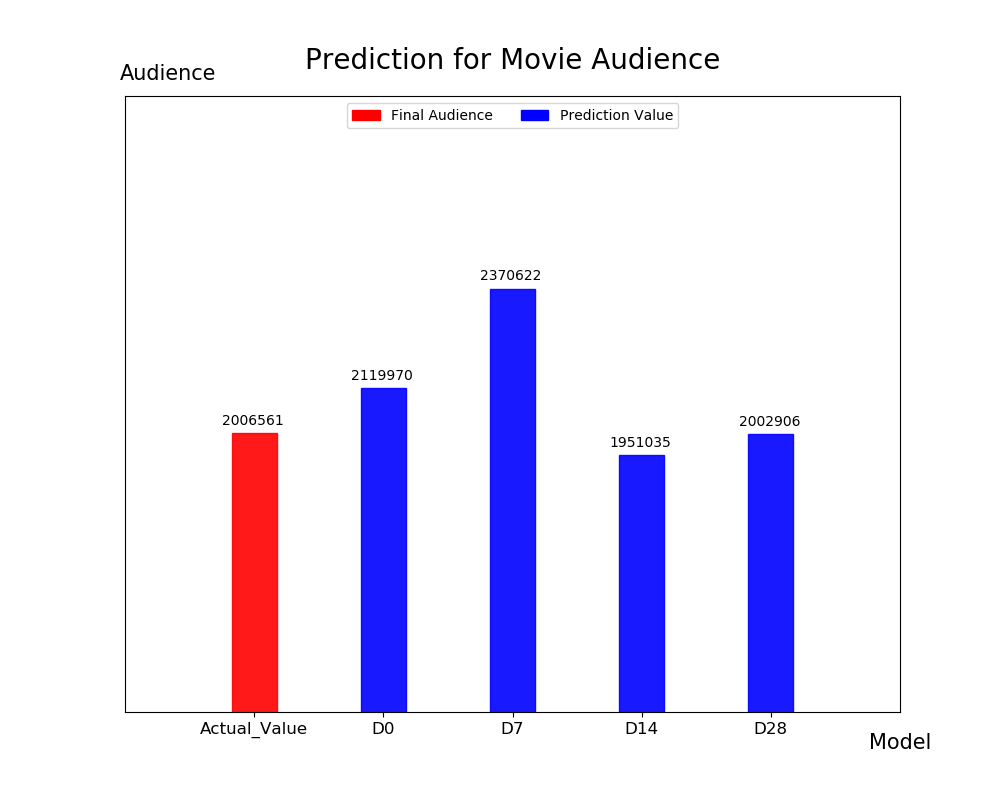 Prediction for Movie Audience
Audience
Final Audience
Prediction Value
2370622
2119970
2006561
2002906
1951035
Actual_Value
D0
D7
D14
D28
Model